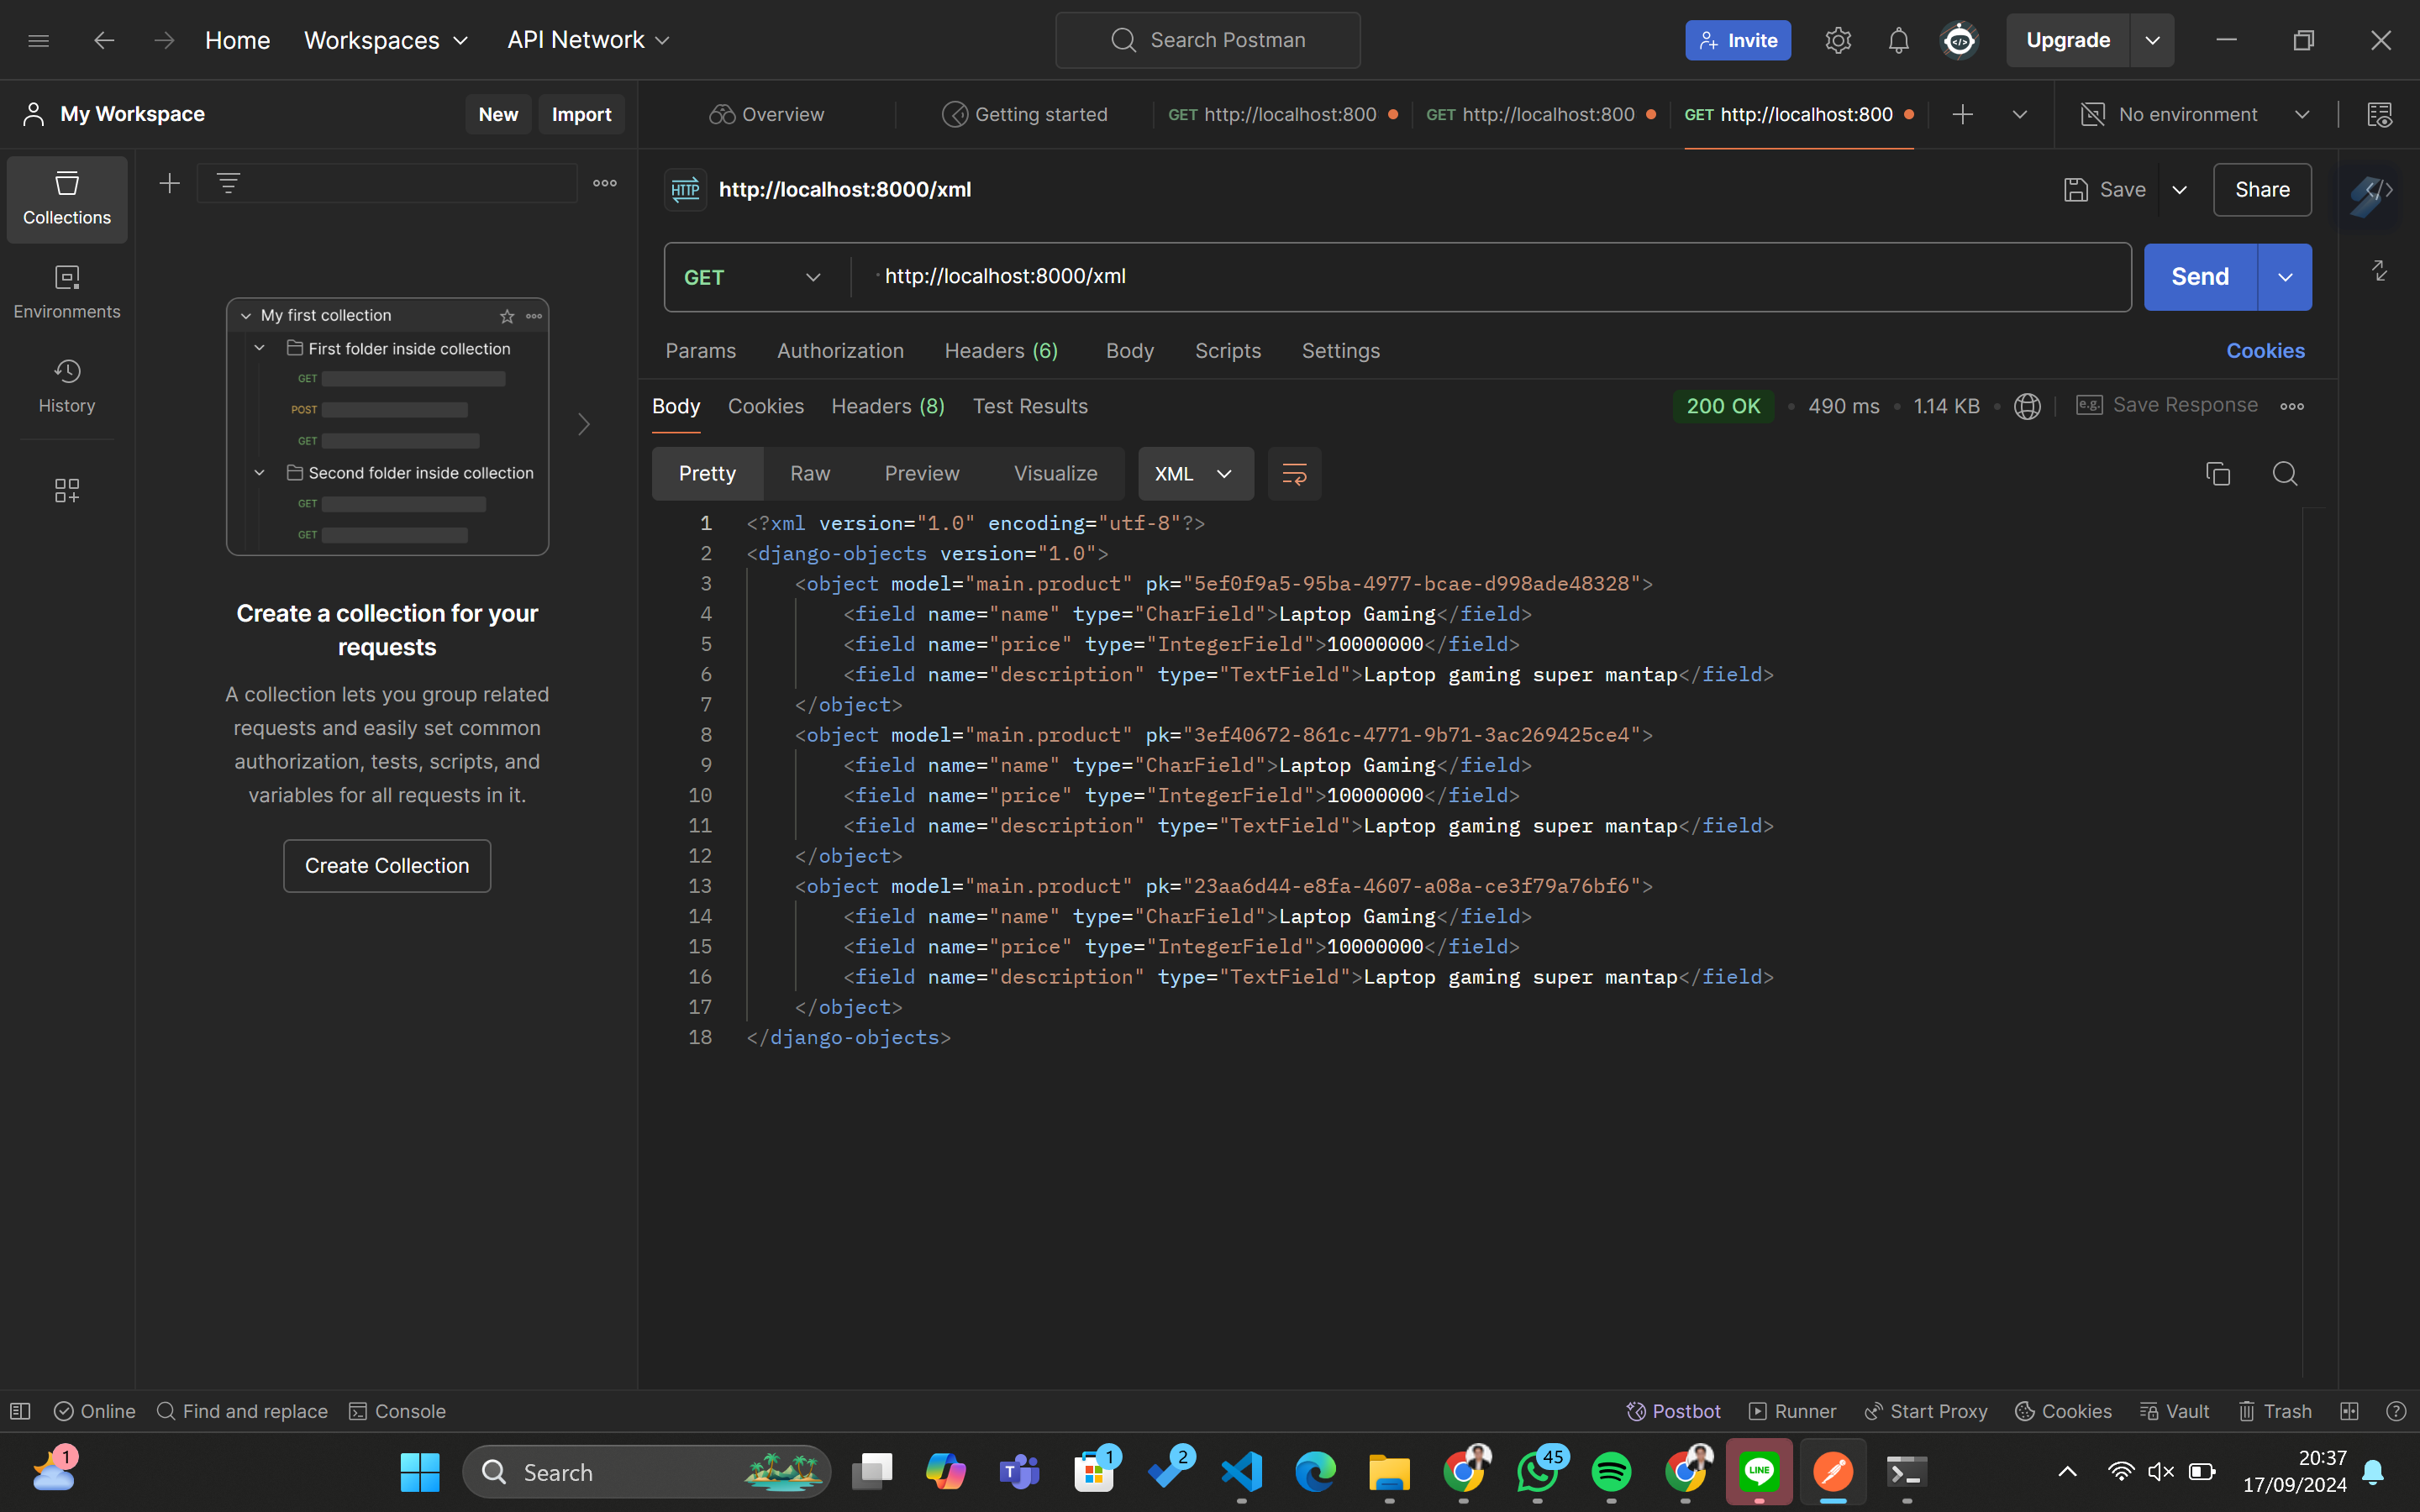 Home Workspaces API Network Search Postman Invite Upgrade
My Workspace New Import Overview Getting started GET http://localhost:800 GET http://localhost:800 GET http://localhost:800 No environment
Collections
Environments
History
My first collection
First folder inside collection
GET
POST
GET
Second folder inside collection
GET
GET
Create a collection for your
requests
A collection lets you group related
requests and easily set common
authorization, tests, scripts, and
variables for all requests in it.
Create Collection
HTTP http://localhost:8000/xml Save Share
GET http://localhost:8000/xml Send
Params Authorization Headers (6) Body Scripts Settings Cookies
Body Cookies Headers (8) Test Results 200 OK 490 ms 1.14 KB e.g. Save Response
Pretty Raw Preview Visualize XML
1 <?xml version="1.0" encoding="utf-8"?>
2 <django-objects version="1.0">
3 <object model="main.product" pk="5ef0f9a5-95ba-4977-bcae-d998ade48328">
4 <field name="name" type="CharField">Laptop Gaming</field>
5 <field name="price" type="IntegerField">10000000</field>
6 <field name="description" type="TextField">Laptop gaming super mantap</field>
7 </object>
8 <object model="main.product" pk="3ef40672-861c-4771-9b71-3ac269425ce4">
9 <field name="name" type="CharField">Laptop Gaming</field>
10 <field name="price" type="IntegerField">10000000</field>
11 <field name="description" type="TextField">Laptop gaming super mantap</field>
12 </object>
13 <object model="main.product" pk="23aa6d44-e8fa-4607-a08a-ce3f79a76bf6">
14 <field name="name" type="CharField">Laptop Gaming</field>
15 <field name="price" type="IntegerField">10000000</field>
16 <field name="description" type="TextField">Laptop gaming super mantap</field>
17 </object>
18 </django-objects>
Online Find and replace Console Postbot Runner Start Proxy Cookies Vault Trash
1 Search 1 2 45 LINE 20:37
17/09/2024